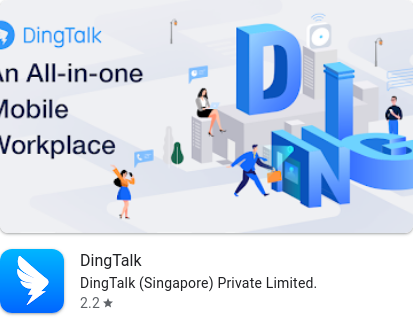 DingTalk
An All-in-one
Mobile
Workplace
DING
DingTalk
DingTalk (Singapore) Private Limited.
2.2★